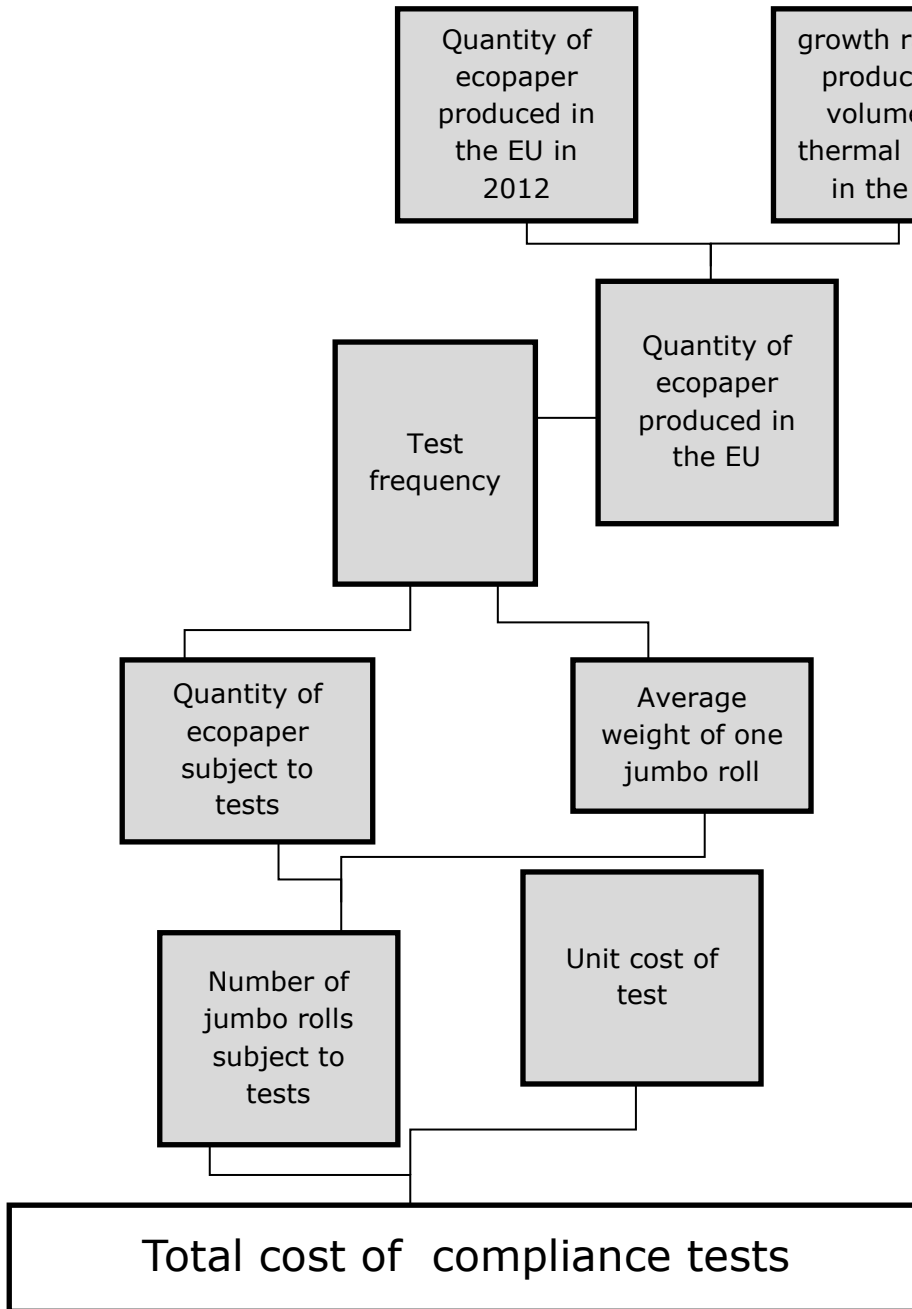 Quantity of
ecopaper
produced in
the EU in
2012
growth
thermal
in the
Quantity of
ecopaper
produced in
the EU
Test
frequency
Quantity of
ecopaper
subject to
tests
Average
weight of one
jumbo roll
Unit cost of
test
Number of
jumbo rolls
subject to
tests
Total cost of compliance tests